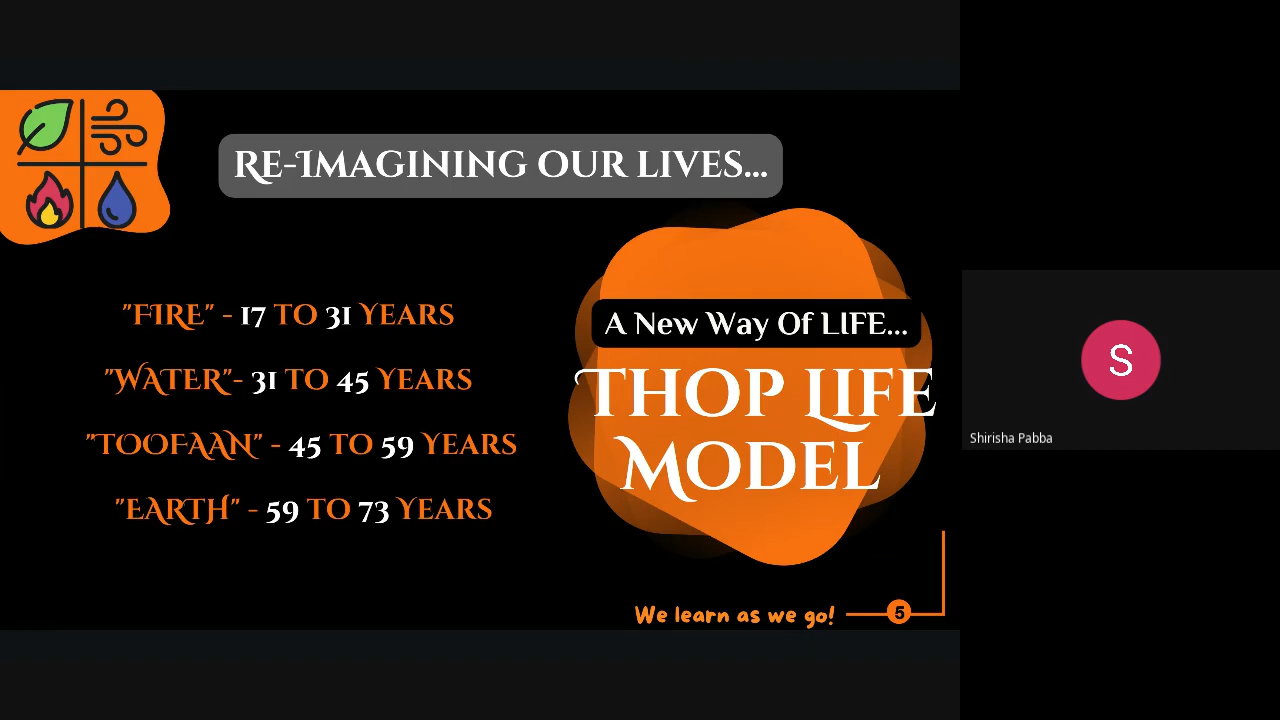 RE-IMAGINING OUR LIVES...
"FIRE" - 17 TO 31 YEARS
"WATER"- 31 TO 45 YEARS
"TOOFAAN" - 45 TO 59 YEARS
"EARTH" - 59 TO 73 YEARS
A New Way Of LIFE...
THOP LIFE
MODEL
We learn as we go!
5
S
Shirisha Pabba